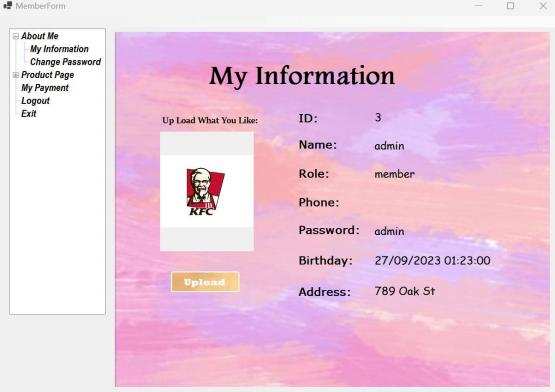 MemberForm
About Me
My Information
Change Password
Product Page
My Payment
Logout
Exit
My Information
Up Load What You Like:
KFC
Upload
ID: 3
Name: admin
Role: member
Phone:
Password: admin
Birthday: 27/09/2023 01:23:00
Address: 789 Oak St